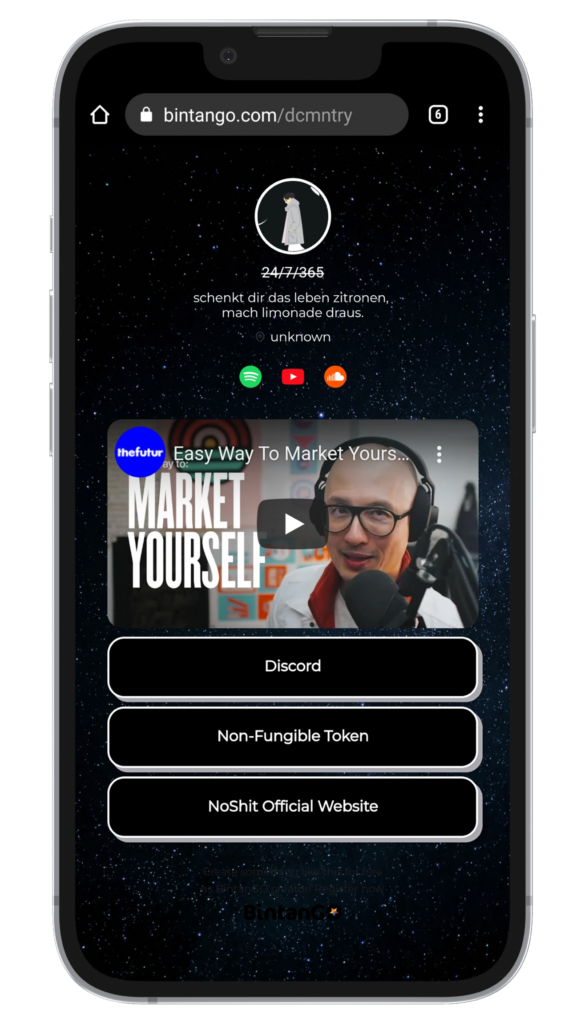 bintango.com/dcmntry
6
24/7/365
schenkt dir das leben zitronen,
mach limonade draus.
unknown
thefutur
Easy Way To Market Yours...
ay to:
MARKET
YOURSELF
Discord
Non-Fungible Token
NoShit Official Website
BintanGo